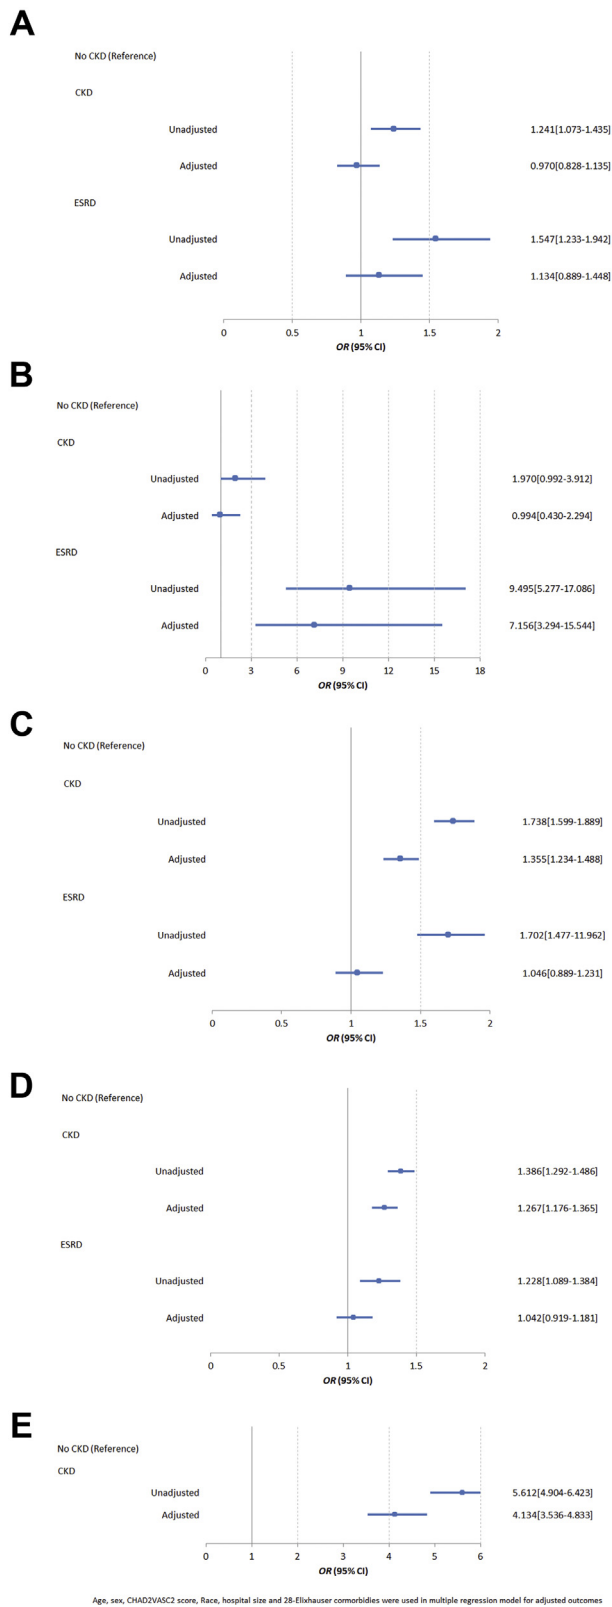 A
No CKD (Reference)
CKD
Unadjusted 1.241[1.073-1.435]
Adjusted 0.970[0.828-1.135]
ESRD
Unadjusted 1.547[1.233-1.942]
Adjusted 1.134[0.889-1.448]
0 0.5 1 1.5 2
OR (95% CI)
B
No CKD (Reference)
CKD
Unadjusted 1.970[0.992-3.912]
Adjusted 0.994[0.430-2.294]
ESRD
Unadjusted 9.495[5.277-17.086]
Adjusted 7.156[3.294-15.544]
0 3 6 9 12 15 18
OR (95% CI)
C
No CKD (Reference)
CKD
Unadjusted 1.738[1.599-1.889]
Adjusted 1.355[1.234-1.488]
ESRD
Unadjusted 1.702[1.477-11.962]
Adjusted 1.046[0.889-1.231]
0 0.5 1 1.5 2
OR (95% CI)
D
No CKD (Reference)
CKD
Unadjusted 1.386[1.292-1.486]
Adjusted 1.267[1.176-1.365]
ESRD
Unadjusted 1.228[1.089-1.384]
Adjusted 1.042[0.919-1.181]
0 0.5 1 1.5 2
OR (95% CI)
E
No CKD (Reference)
CKD
Unadjusted 5.612[4.904-6.423]
Adjusted 4.134[3.536-4.833]
0 1 2 3 4 5 6
OR (95% CI)
Age, sex, CHAD2VASC2 score, Race, hospital size and 28-Elixhauser comorbidies were used in multiple regression model for adjusted outcomes